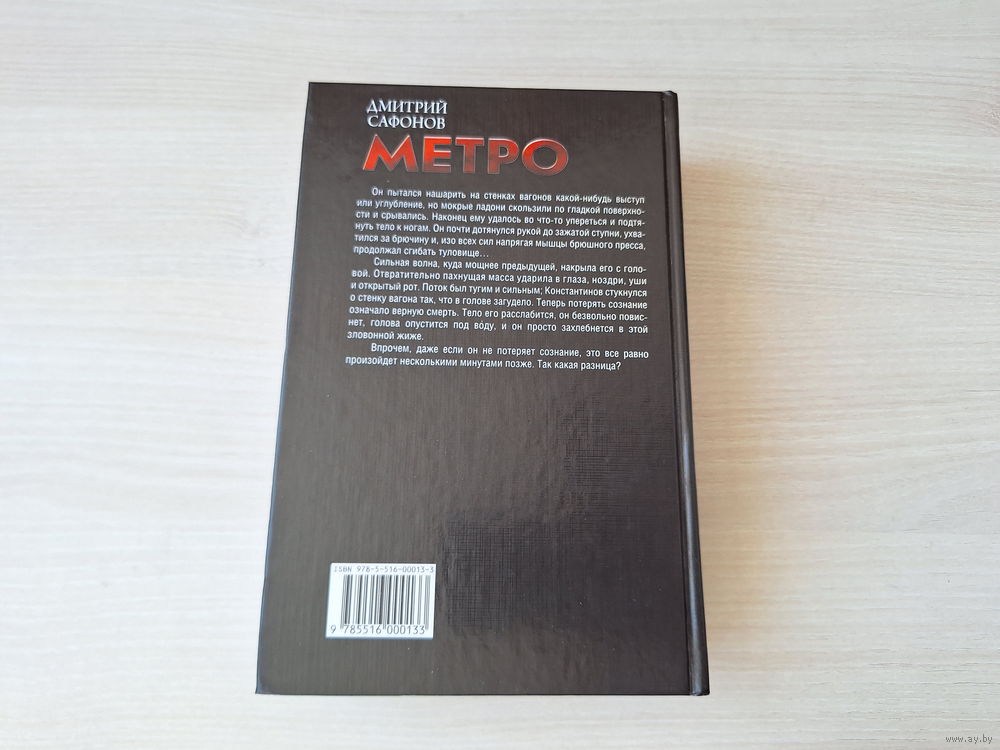 ДМИТРИЙ
САФОНОВ
МЕТРО
Он пытался нашарить на стенках вагонов какой-нибудь выступ
или углубление, но мокрые ладони скользили по гладкой поверхно-
сти и срывались. Наконец ему удалось во что-то упереться и подтя-
нуть тело к ногам. Он почти дотянулся рукой до зажатой ступни, ухва-
тился за брючину и, изо всех сил напрягая мышцы брюшного пресса,
продолжал сгибать туловище...
Сильная волна, куда мощнее предыдущей, накрыла его с голо-
вой. Отвратительно пахнущая масса ударила в глаза, ноздри, уши
и открытый рот. Поток был тугим и сильным; Константинов стукнулся
о стенку вагона так, что в голове загудело. Теперь потерять сознание
означало верную смерть. Тело его расслабится, он безвольно повис-
нет, голова опустится под воду, и он просто захлебнется в этой
зловонной жиже.
Впрочем, даже если он не потеряет сознание, это все равно
произойдет несколькими минутами позже. Так какая разница?
ISBN 978-5-516-00013-3
9 785516 000133
www.ay.by